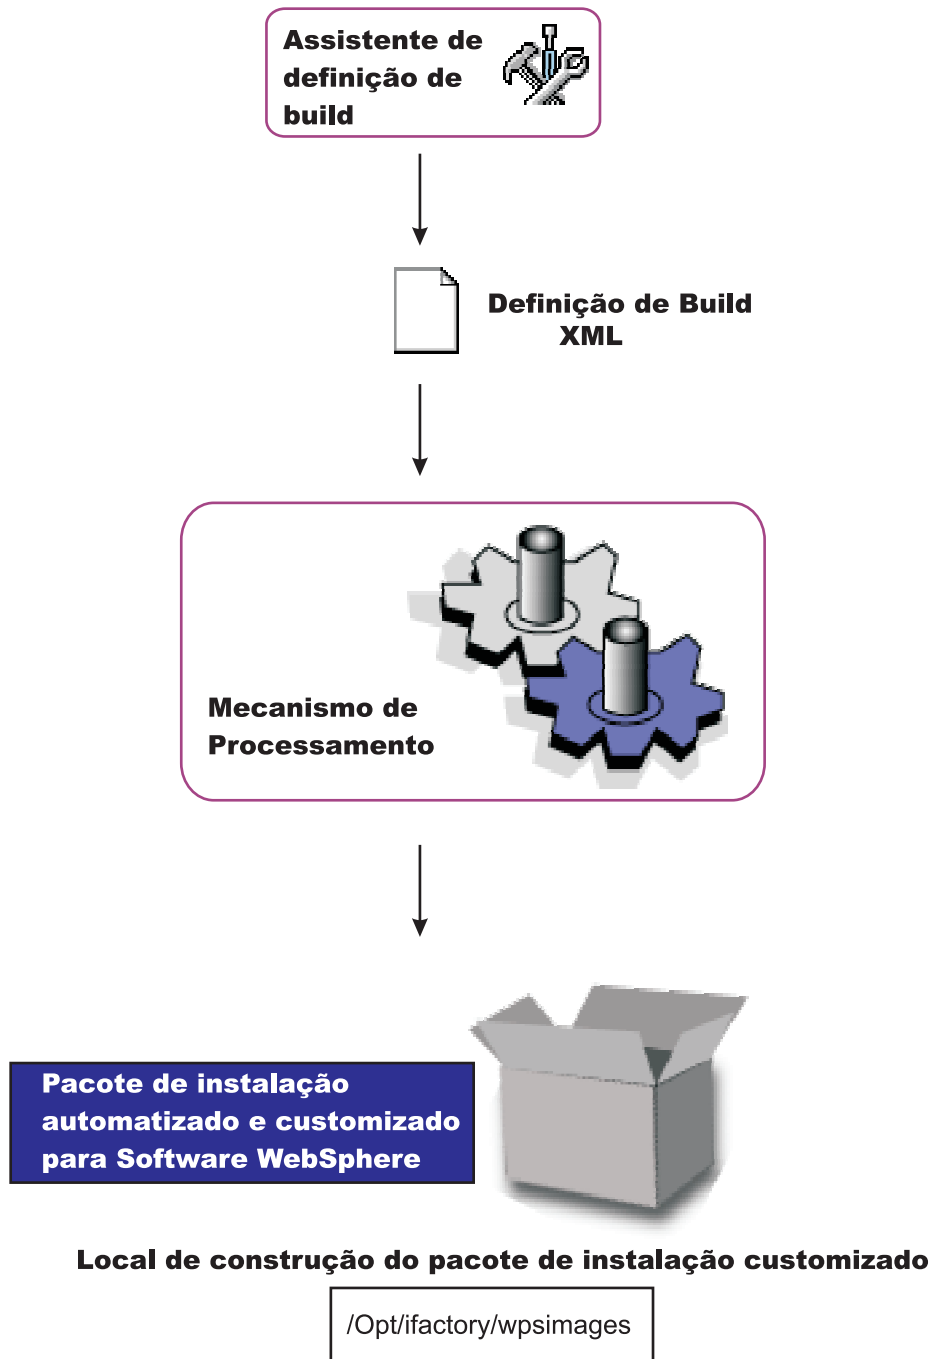 Assistente de
definição de
build
Definição de Build
XML
Mecanismo de
Processamento
Pacote de instalação
automatizado e customizado
para Software WebSphere
Local de construção do pacote de instalação customizado
/Opt/ifactory/wpsimages